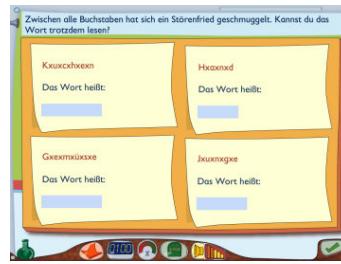 Zwischen alle Buchstaben hat sich ein Störenfried geschmuggelt. Kannst du das
Wort trotzdem lesen?
Kxuxcxhxexn
Das Wort heißt:
Hxaxnxd
Das Wort heißt:
Gxexmxüxsxe
Das Wort heißt:
Jxuxnxgxe
Das Wort heißt:
0100